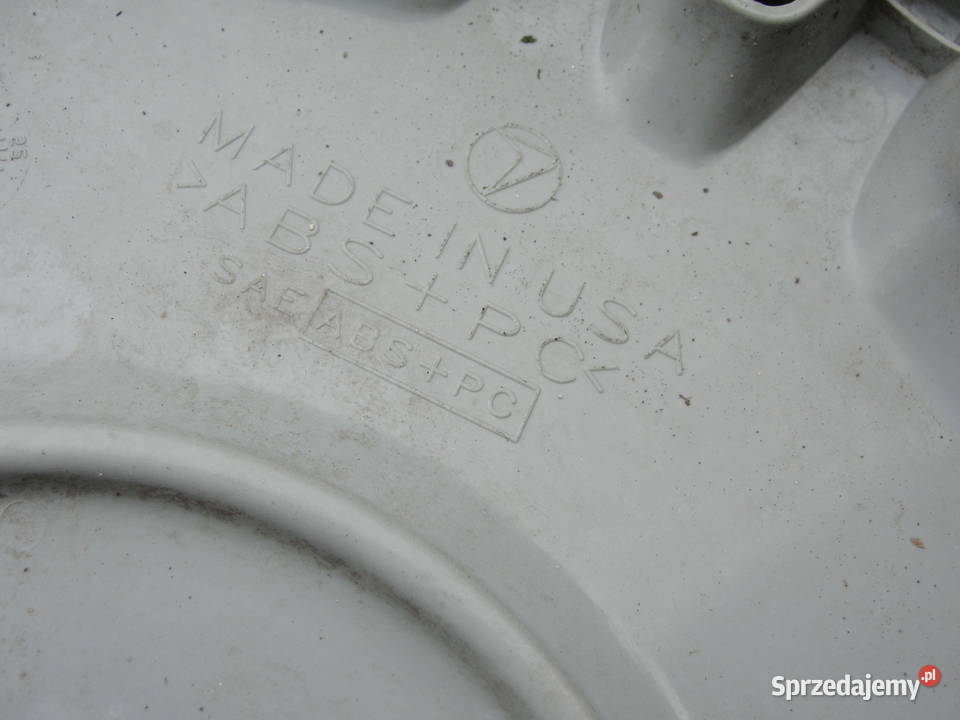 MADE IN USA
>ABS+PC<
SAE ABS+PC
Sprzedajemy.pl